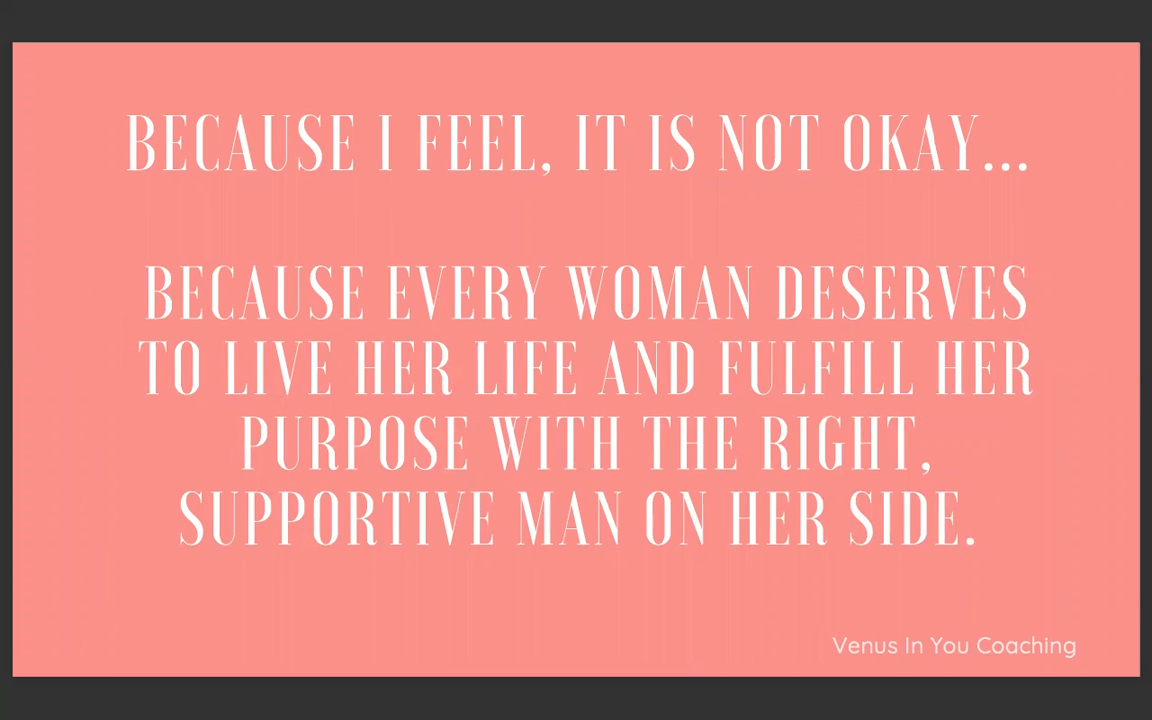 BECAUSE I FEEL, IT IS NOT OKAY...
BECAUSE EVERY WOMAN DESERVES
TO LIVE HER LIFE AND FULFILL HER
PURPOSE WITH THE RIGHT,
SUPPORTIVE MAN ON HER SIDE.
Venus In You Coaching